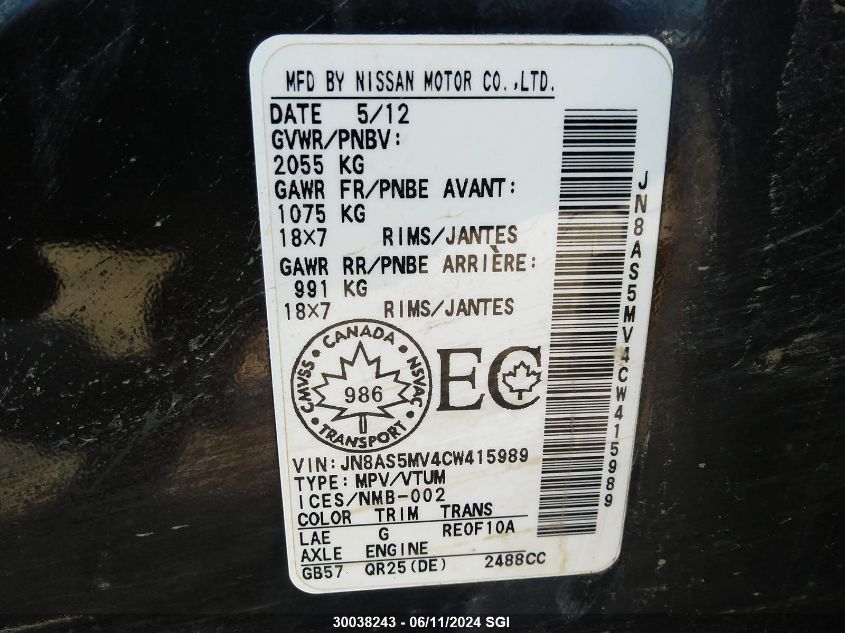 MFD BY NISSAN MOTOR CO.,LTD.
DATE 5/12
GVWR/PNBV:
2055 KG
GAWR FR/PNBE AVANT:
1075 KG
18X7 RIMS/JANTES
GAWR RR/PNBE ARRIÈRE:
991 KG
18X7 RIMS/JANTES
CANADA
CMVSS NSVAC
986
TRANSPORT
EC
VIN:JN8AS5MV4CW415989
TYPE:MPV/VTUM
ICES/NMB-002
COLOR TRIM TRANS
LAE G RE0F10A
AXLE ENGINE
GB57 QR25(DE) 2488CC
JN8AS5MV4CW415989
30038243 - 06/11/2024 SGI